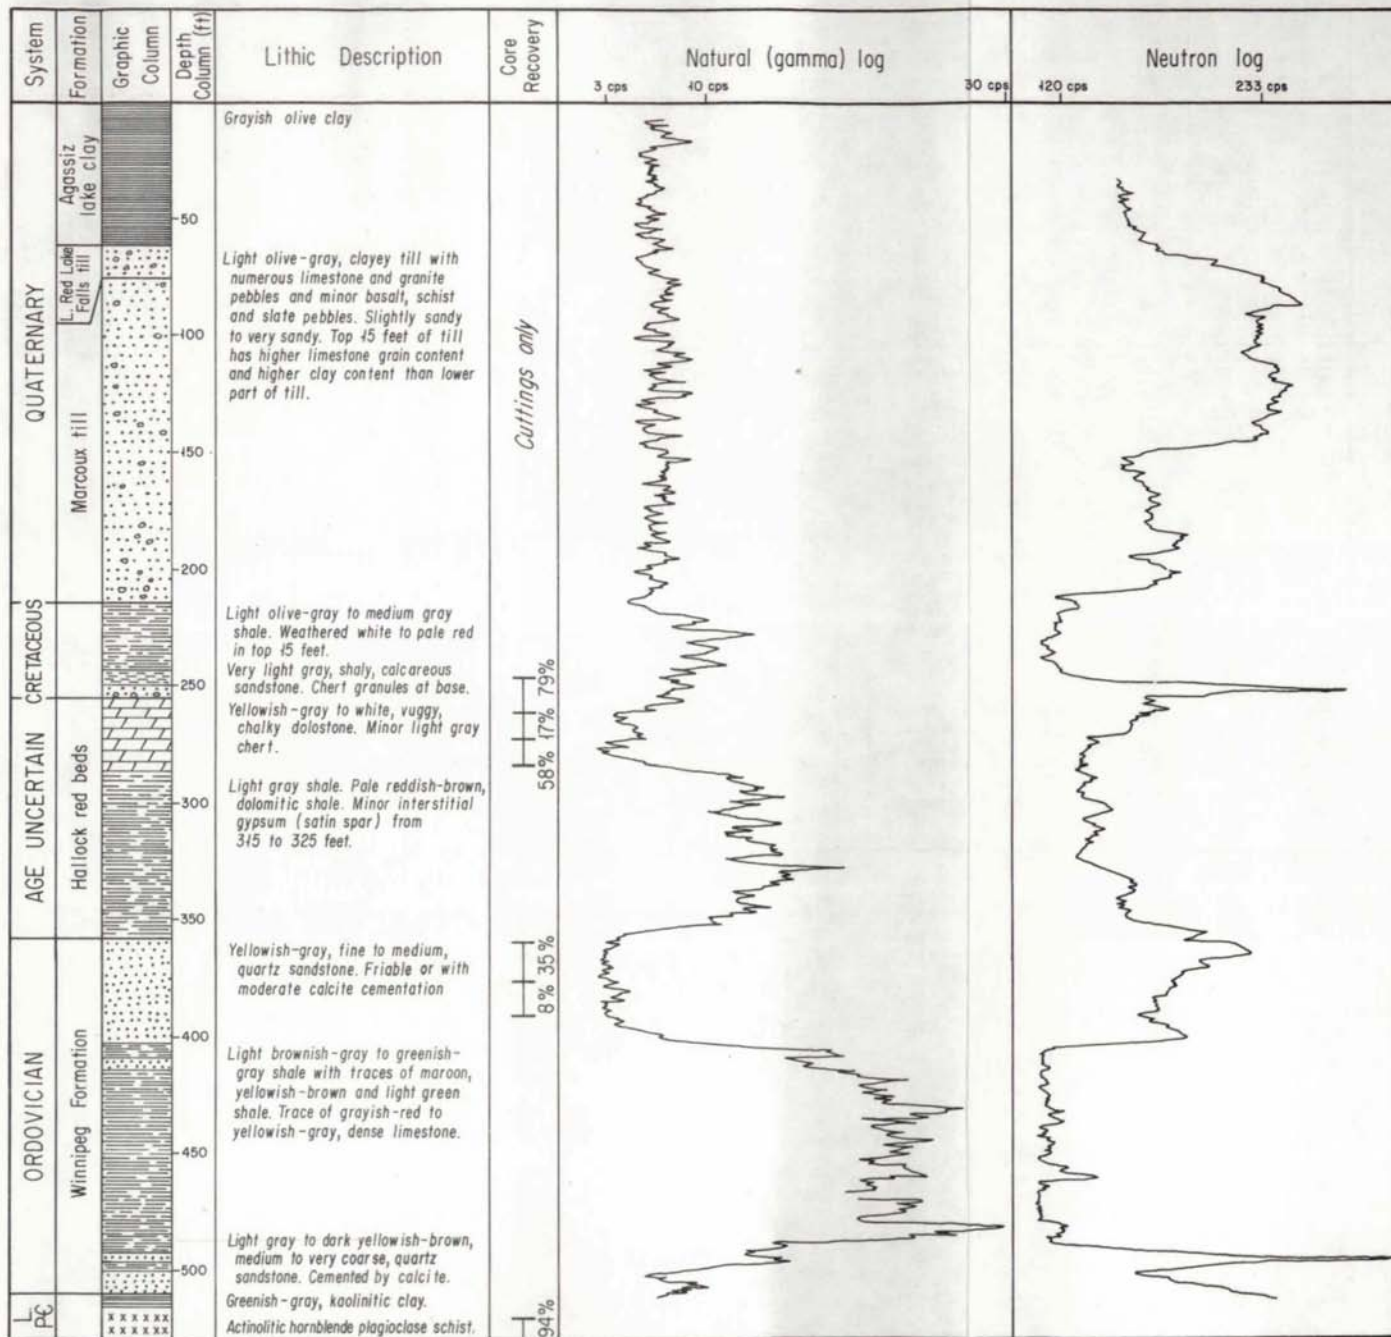 System
Formation
Graphic
Column
Depth
Column (ft)
Lithic Description
Core
Recovery
Natural (gamma) log
3 cps
10 cps
30 cps
Neutron log
120 cps
233 cps
QUATERNARY
CRETACEOUS
AGE UNCERTAIN
ORDOVICIAN
L.
P€
Agassiz
lake clay
L. Red Lake
Falls till
Marcoux till
Hallock red beds
Winnipeg Formation
50
100
150
200
250
300
350
400
450
500
Grayish olive clay
Light olive-gray, clayey till with
numerous limestone and granite
pebbles and minor basalt, schist
and slate pebbles. Slightly sandy
to very sandy. Top 15 feet of till
has higher limestone grain content
and higher clay content than lower
part of till.
Light olive-gray to medium gray
shale. Weathered white to pale red
in top 15 feet.
Very light gray, shaly, calcareous
sandstone. Chert granules at base.
Yellowish-gray to white, vuggy,
chalky dolostone. Minor light gray
chert.
Light gray shale. Pale reddish-brown,
dolomitic shale. Minor interstitial
gypsum (satin spar) from
315 to 325 feet.
Yellowish-gray, fine to medium,
quartz sandstone. Friable or with
moderate calcite cementation
Light brownish-gray to greenish-
gray shale with traces of maroon,
yellowish-brown and light green
shale. Trace of grayish-red to
yellowish-gray, dense limestone.
Light gray to dark yellowish-brown,
medium to very coarse, quartz
sandstone. Cemented by calcite.
Greenish-gray, kaolinitic clay.
Actinolitic hornblende plagioclase schist.
Cuttings only
79%
17%
58%
35%
8%
94%